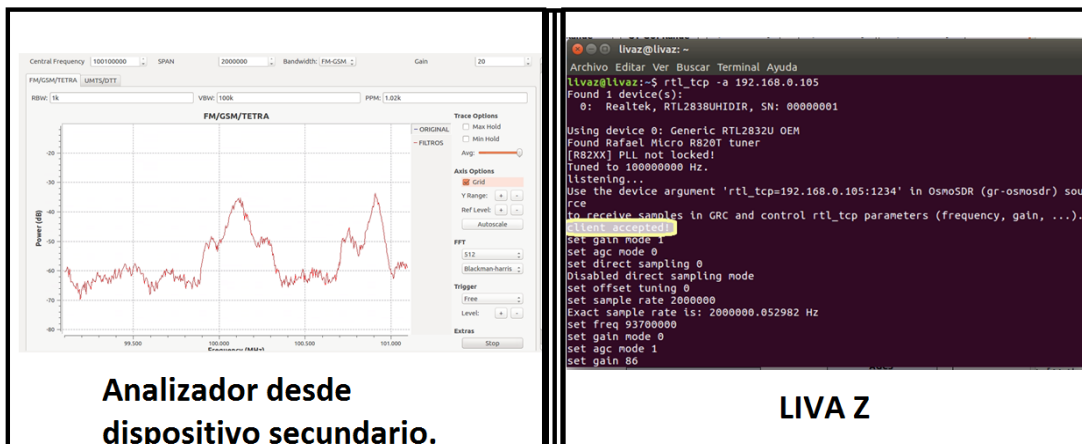 Central Frequency 100100000 SPAN 2000000 Bandwidth: FM-GSM Gain 20
FM/GSM/TETRA UMTS/DTT
RBW: 1k VBW: 100k PPM: 1.02k
FM/GSM/TETRA
ORIGINAL
FILTROS
Power (dB)
-20
-30
-40
-50
-60
-70
-80
99.500 100.000 100.500 101.000
Frequency (MHz)
Trace Options
Max Hold
Min Hold
Avg:
Axis Options
Grid
Y Range: + -
Ref Level: + -
Autoscale
FFT
512
Blackman-harris
Trigger
Free
Level: + -
Extras
Stop
Analizador desde
dispositivo secundario.
livaz@livaz: ~
Archivo Editar Ver Buscar Terminal Ayuda
livaz@livaz:~$ rtl_tcp -a 192.168.0.105
Found 1 device(s):
0: Realtek, RTL2838UHIDIR, SN: 00000001
Using device 0: Generic RTL2832U OEM
Found Rafael Micro R820T tuner
[R82XX] PLL not locked!
Tuned to 100000000 Hz.
listening...
Use the device argument 'rtl_tcp=192.168.0.105:1234' in OsmoSDR (gr-osmosdr) sou
rce
to receive samples in GRC and control rtl_tcp parameters (frequency, gain, ...).
client accepted!
set gain mode 1
set agc mode 0
set direct sampling 0
Disabled direct sampling mode
set offset tuning 0
set sample rate 2000000
Exact sample rate is: 2000000.052982 Hz
set freq 93700000
set gain mode 0
set agc mode 1
set gain 86
LIVA Z